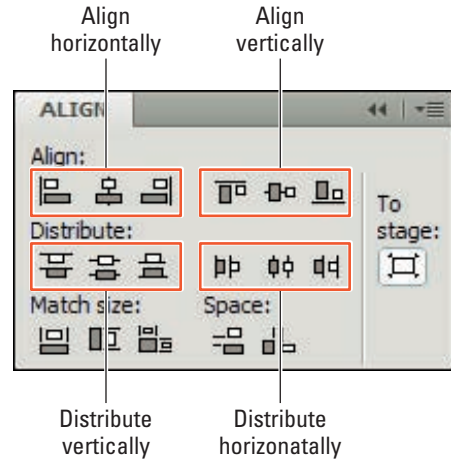 Align
horizontally
Align
vertically
ALIGN
Align:
To
stage:
Distribute:
Match size:
Space:
Distribute
vertically
Distribute
horizonatally